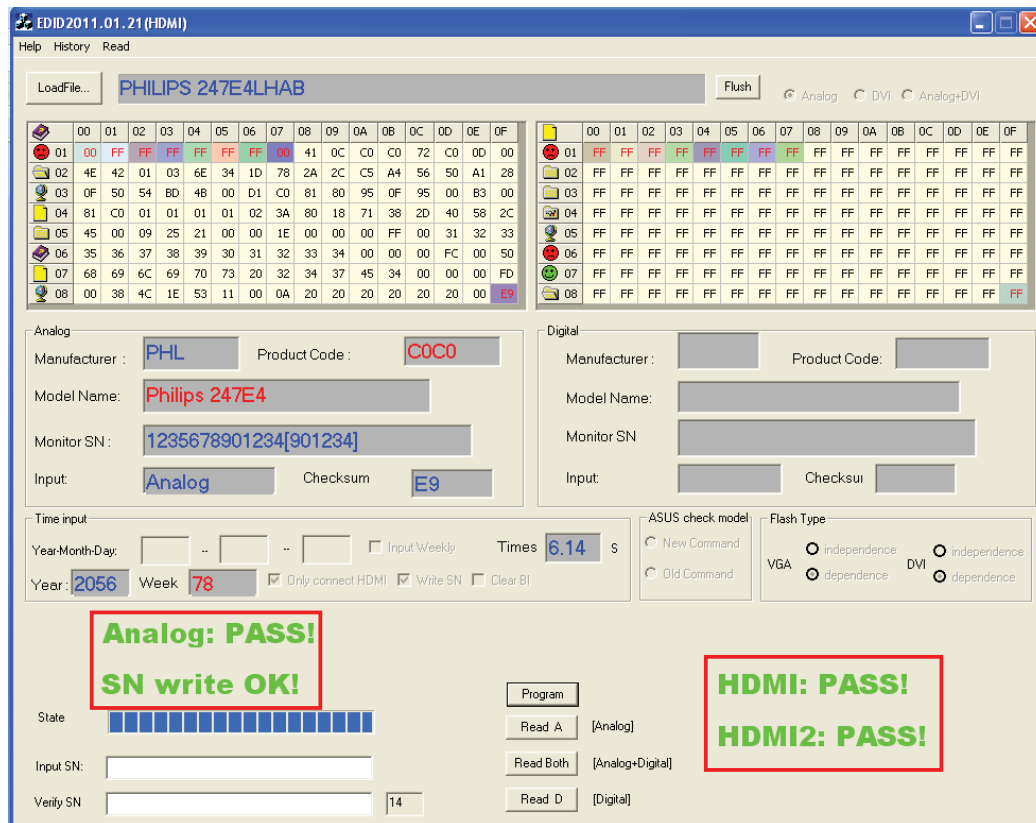 EDID2011.01.21(HDMI)
Help History Read
LoadFile... PHILIPS 247E4LHAB Flush Analog DVI Analog+DVI
00 01 02 03 04 05 06 07 08 09 0A 0B 0C 0D 0E 0F
01 00 FF FF FF FF FF FF 00 41 0C C0 C0 72 C0 0D 00
02 4E 42 01 03 6E 34 1D 78 2A 2C C5 A4 56 50 A1 28
03 0F 50 54 BD 4B 00 D1 C0 81 80 95 0F 95 00 B3 00
04 81 C0 01 01 01 01 02 3A 80 18 71 38 2D 40 58 2C
05 45 00 09 25 21 00 00 1E 00 00 00 FF 00 31 32 33
06 35 36 37 38 39 30 31 32 33 34 00 00 00 FC 00 50
07 68 69 6C 69 70 73 20 32 34 37 45 34 00 00 00 FD
08 00 38 4C 1E 53 11 00 0A 20 20 20 20 20 20 00 E9
00 01 02 03 04 05 06 07 08 09 0A 0B 0C 0D 0E 0F
01 FF FF FF FF FF FF FF FF FF FF FF FF FF FF FF FF
02 FF FF FF FF FF FF FF FF FF FF FF FF FF FF FF FF
03 FF FF FF FF FF FF FF FF FF FF FF FF FF FF FF FF
04 FF FF FF FF FF FF FF FF FF FF FF FF FF FF FF FF
05 FF FF FF FF FF FF FF FF FF FF FF FF FF FF FF FF
06 FF FF FF FF FF FF FF FF FF FF FF FF FF FF FF FF
07 FF FF FF FF FF FF FF FF FF FF FF FF FF FF FF FF
08 FF FF FF FF FF FF FF FF FF FF FF FF FF FF FF FF
Analog
Manufacturer : PHL Product Code : C0C0
Model Name: Philips 247E4
Monitor SN : 1235678901234[901234]
Input: Analog Checksum E9
Digital
Manufacturer : Product Code:
Model Name:
Monitor SN
Input: Checksui
Time input
Year-Month-Day: -- -- Input Weekly Times 6.14 S
Year : 2056 Week 78 Only connect HDMI Write SN Clear BI
ASUS check model
New Command
Old Command
Flash Type
VGA independence dependence DVI independence dependence
Analog: PASS!
SN write OK!
HDMI: PASS!
HDMI2: PASS!
State
Program
Read A [Analog]
Input SN: Read Both [Analog+Digital]
Verify SN 14 Read D [Digital]